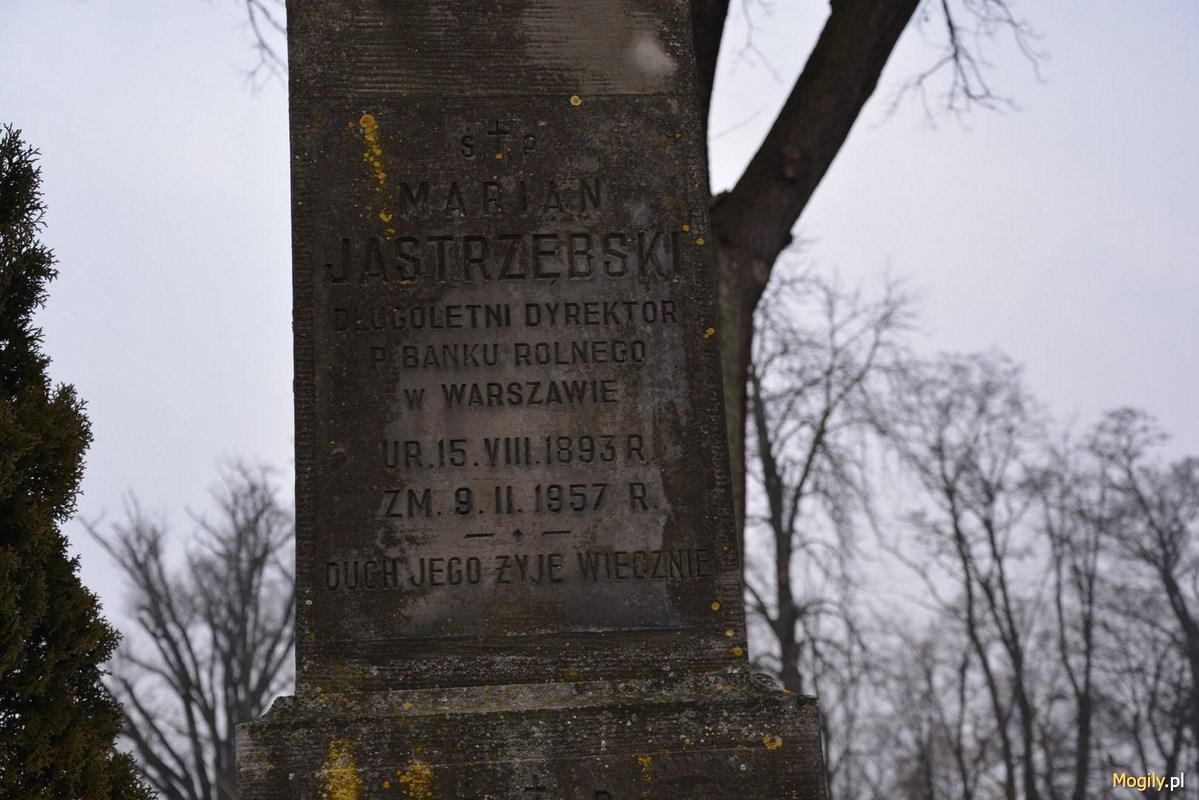 Ś † P
MARIAN
JASTRZĘBSKI
DŁUGOLETNI DYREKTOR
P. BANKU ROLNEGO
W WARSZAWIE
UR. 15. VIII. 1893 R.
ZM. 9. II. 1957 R.
DUCH JEGO ŻYJE WIECZNIE
Mogily.pl